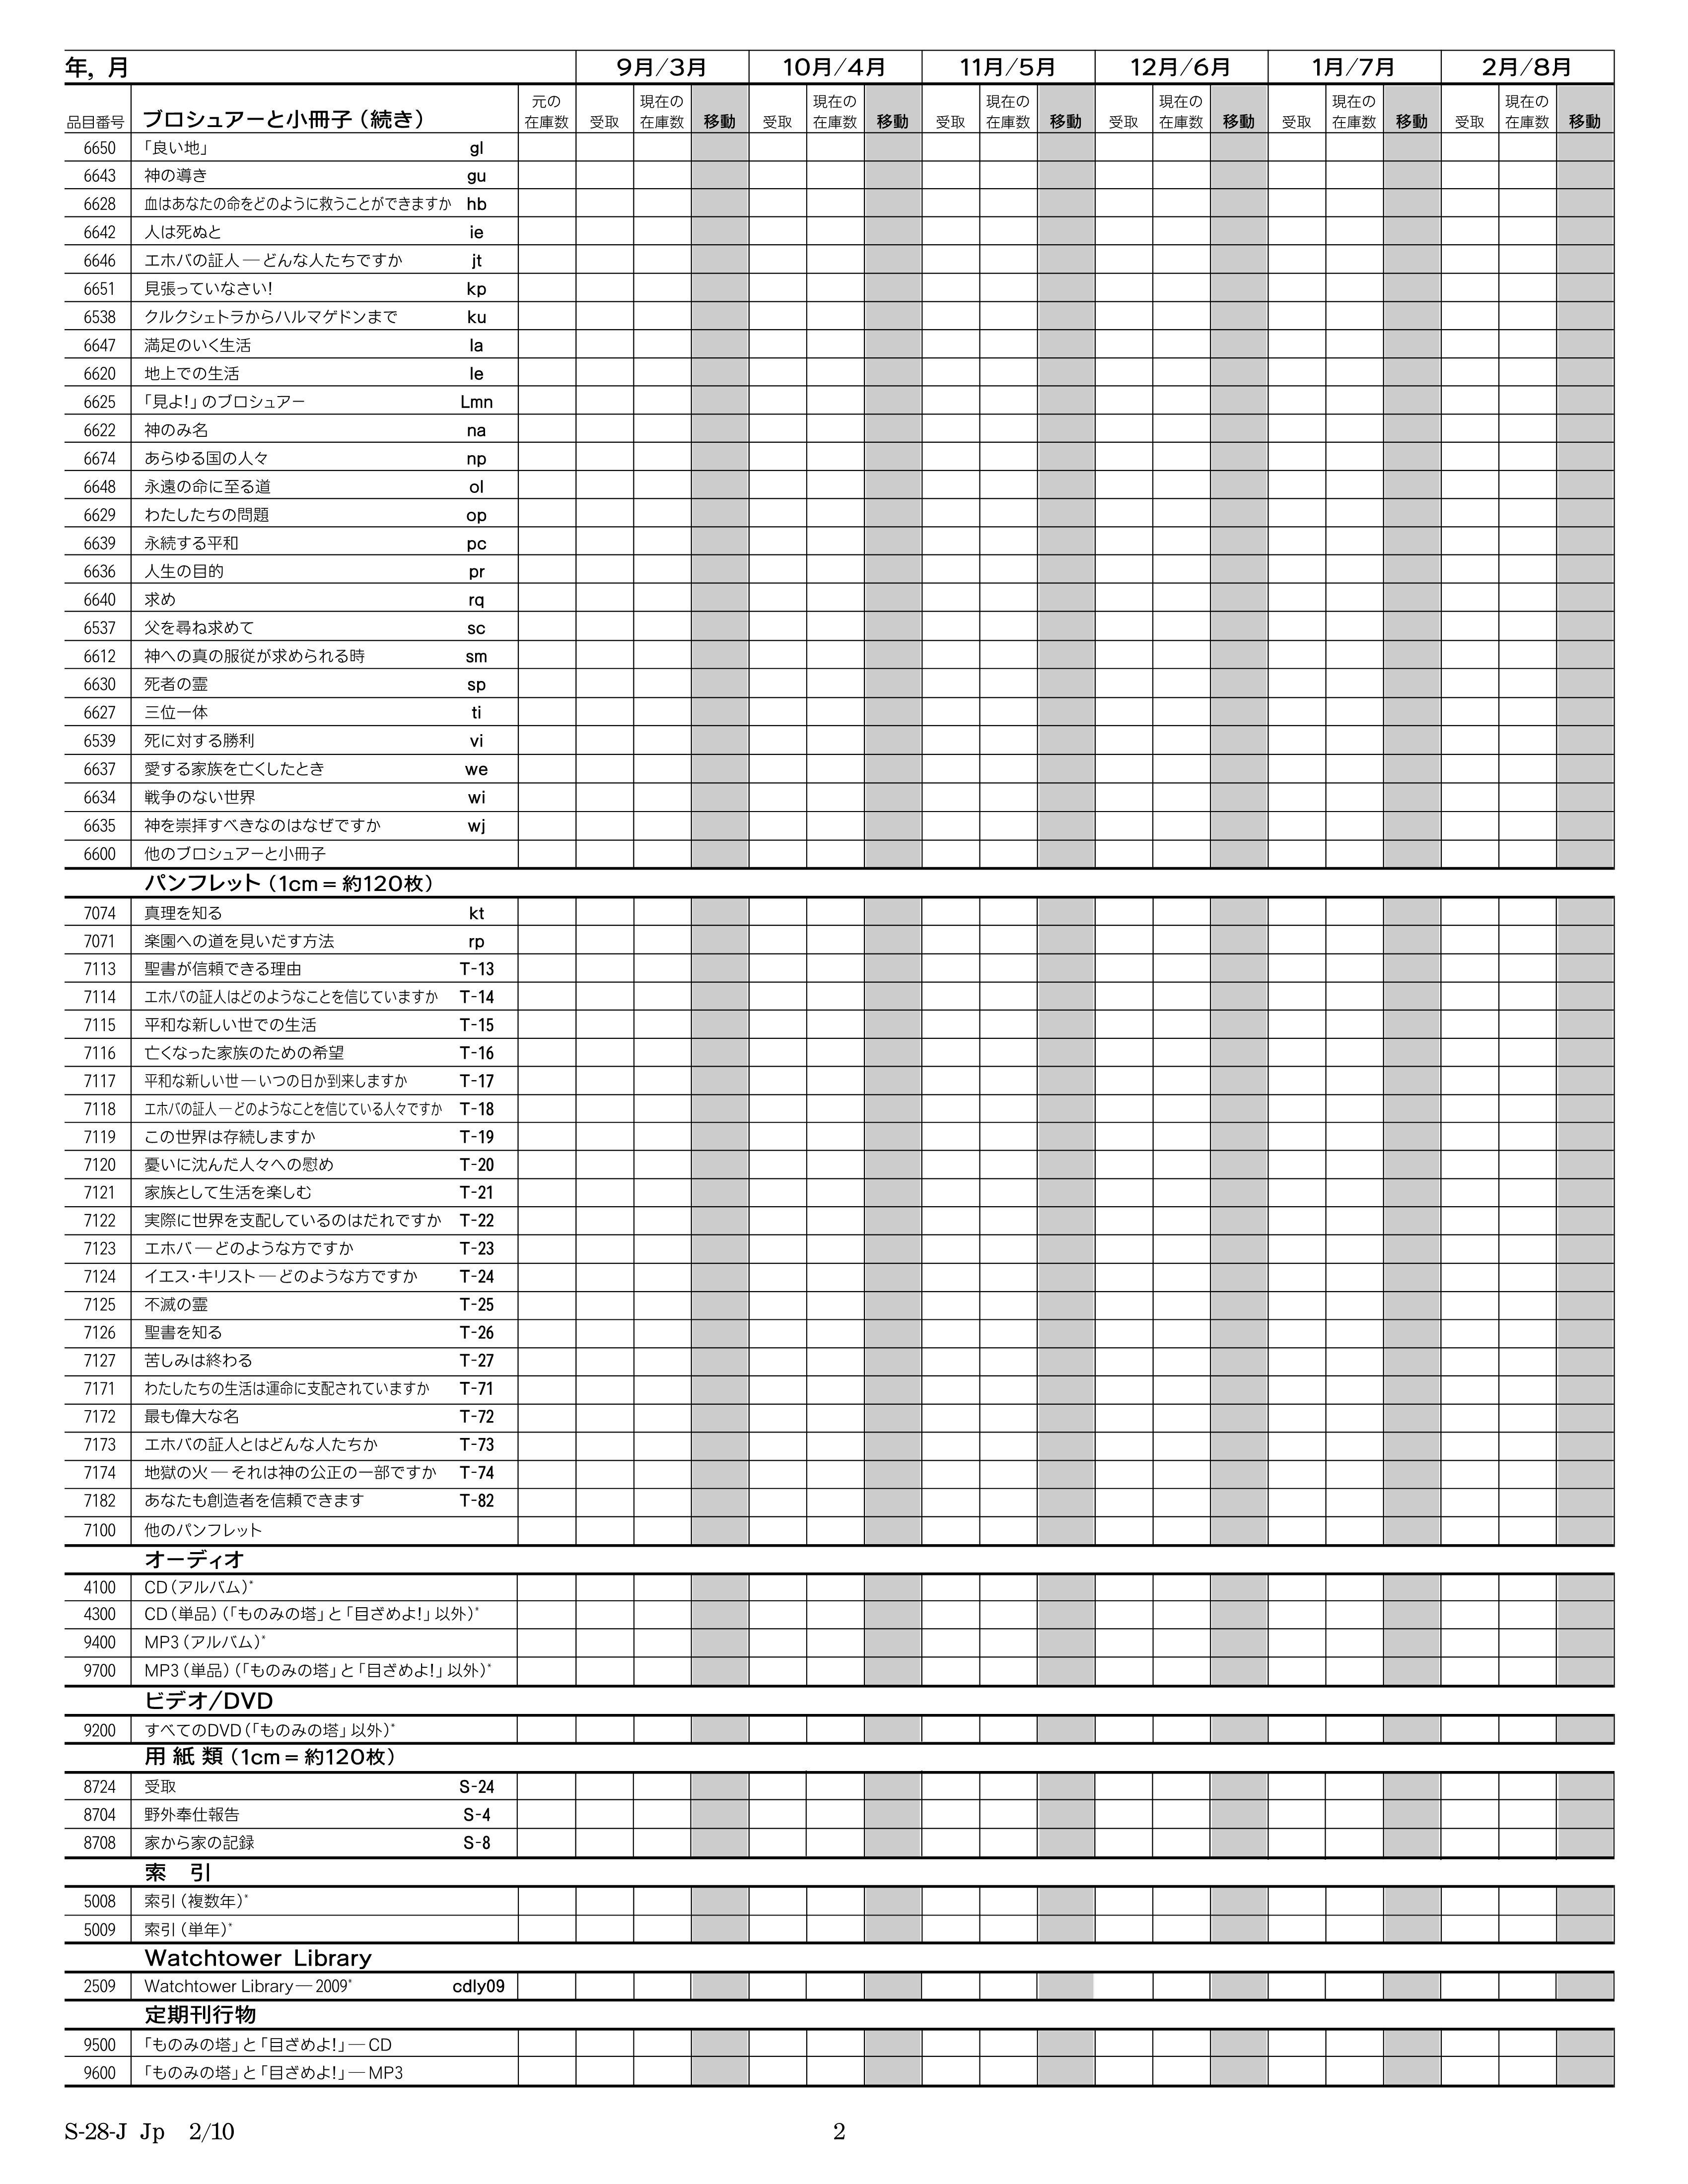 年，月 9月/3月 10月/4月 11月/5月 12月/6月 1月/7月 2月/8月
品目番号 ブロシュアーと小冊子（続き） 元の在庫数 受取 現在の在庫数 移動 受取 現在の在庫数 移動 受取 現在の在庫数 移動 受取 現在の在庫数 移動 受取 現在の在庫数 移動 受取 現在の在庫数 移動
6650 「良い地」 gl
6643 神の導き gu
6628 血はあなたの命をどのように救うことができますか hb
6642 人は死ぬと ie
6646 エホバの証人 ― どんな人たちですか jt
6651 見張っていなさい! kp
6538 クルクシェトラからハルマゲドンまで ku
6647 満足のいく生活 la
6620 地上での生活 le
6625 「見よ!」のブロシュアー Lmn
6622 神のみ名 na
6674 あらゆる国の人々 np
6648 永遠の命に至る道 ol
6629 わたしたちの問題 op
6639 永続する平和 pc
6636 人生の目的 pr
6640 求め rq
6537 父を尋ね求めて sc
6612 神への真の服従が求められる時 sm
6630 死者の霊 sp
6627 三位一体 ti
6539 死に対する勝利 vi
6637 愛する家族を亡くしたとき we
6634 戦争のない世界 wi
6635 神を崇拝すべきなのはなぜですか wj
6600 他のブロシュアーと小冊子
パンフレット（1cm＝約120枚）
7074 真理を知る kt
7071 楽園への道を見いだす方法 rp
7113 聖書が信頼できる理由 T-13
7114 エホバの証人はどのようなことを信じていますか T-14
7115 平和な新しい世での生活 T-15
7116 亡くなった家族のための希望 T-16
7117 平和な新しい世 ― いつの日か到来しますか T-17
7118 エホバの証人 ― どのようなことを信じている人々ですか T-18
7119 この世界は存続しますか T-19
7120 憂いに沈んだ人々への慰め T-20
7121 家族として生活を楽しむ T-21
7122 実際に世界を支配しているのはだれですか T-22
7123 エホバ ― どのような方ですか T-23
7124 イエス・キリスト ― どのような方ですか T-24
7125 不滅の霊 T-25
7126 聖書を知る T-26
7127 苦しみは終わる T-27
7171 わたしたちの生活は運命に支配されていますか T-71
7172 最も偉大な名 T-72
7173 エホバの証人とはどんな人たちか T-73
7174 地獄の火 ― それは神の公正の一部ですか T-74
7182 あなたも創造者を信頼できます T-82
7100 他のパンフレット
オーディオ
4100 CD（アルバム）*
4300 CD（単品）（「ものみの塔」と「目ざめよ!」以外）*
9400 MP3（アルバム）*
9700 MP3（単品）（「ものみの塔」と「目ざめよ!」以外）*
ビデオ/DVD
9200 すべてのDVD（「ものみの塔」以外）*
用 紙 類（1cm＝約120枚）
8724 受取 S-24
8704 野外奉仕報告 S-4
8708 家から家の記録 S-8
索　引
5008 索引（複数年）*
5009 索引（単年）*
Watchtower Library
2509 Watchtower Library — 2009* cdly09
定期刊行物
9500 「ものみの塔」と「目ざめよ!」― CD
9600 「ものみの塔」と「目ざめよ!」― MP3
S-28-J Jp 2/10 2